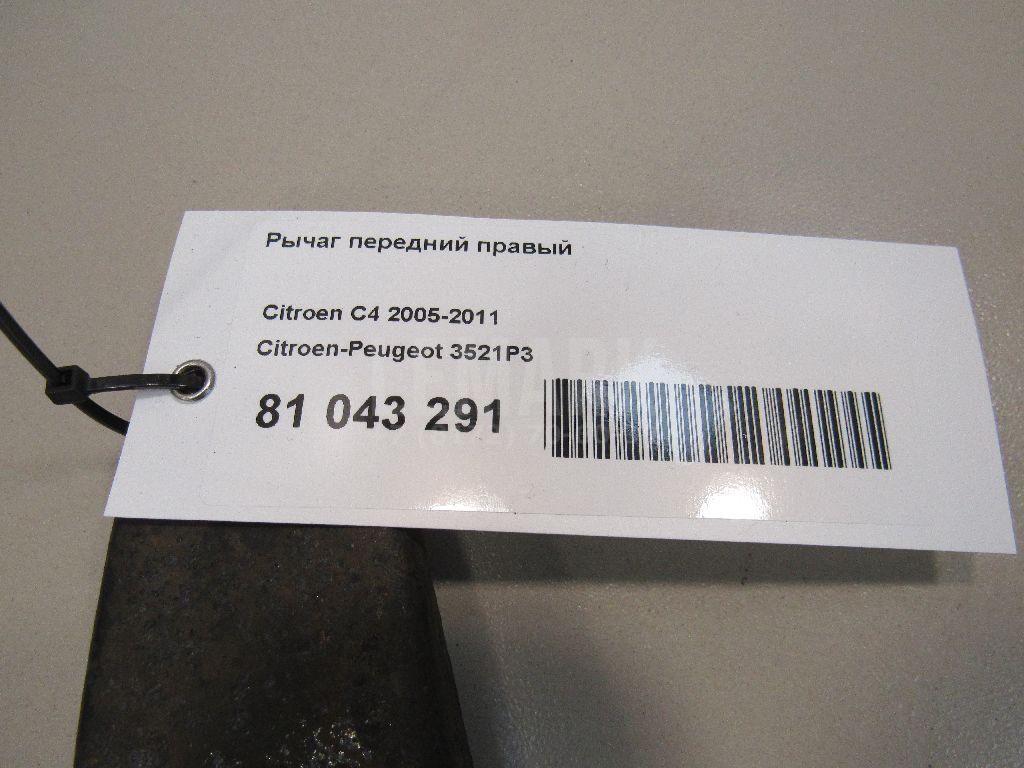 Рычаг передний правый
Citroen C4 2005-2011
Citroen-Peugeot 3521P3
81 043 291